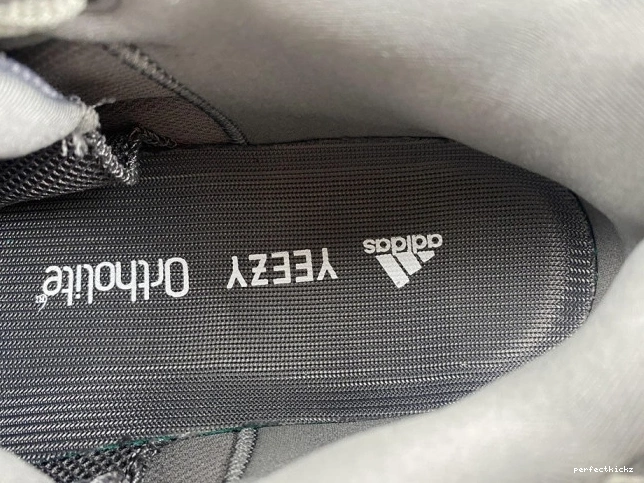 adidas
YEEZY
Ortholite
perfectkickz